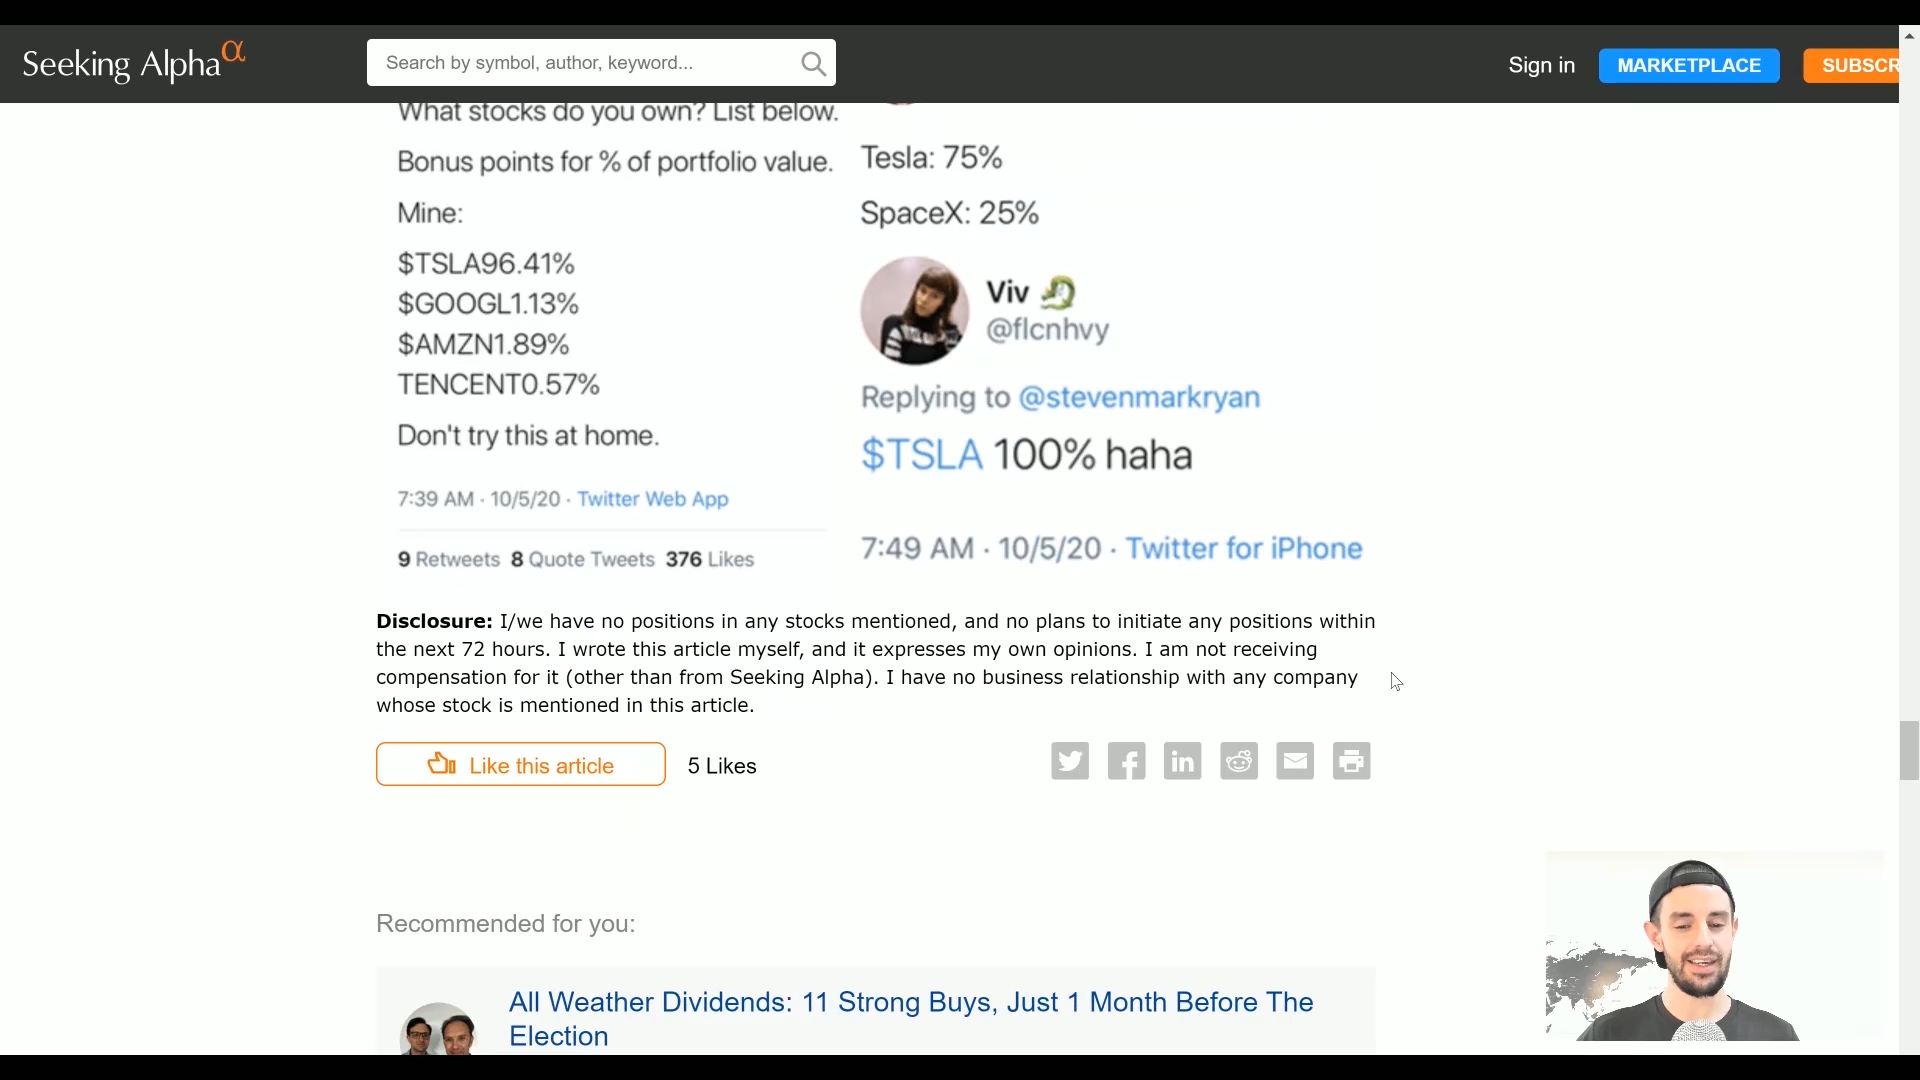 Seeking Alpha α
Search by symbol, author, keyword...
Sign in
MARKETPLACE
SUBSCR
What stocks do you own? List below.
Bonus points for % of portfolio value.
Mine:
$TSLA96.41%
$GOOGL1.13%
$AMZN1.89%
TENCENT0.57%
Don't try this at home.
7:39 AM · 10/5/20 · Twitter Web App
9 Retweets 8 Quote Tweets 376 Likes
Tesla: 75%
SpaceX: 25%
Viv
@flcnhvy
Replying to @stevenmarkryan
$TSLA 100% haha
7:49 AM · 10/5/20 · Twitter for iPhone
Disclosure: I/we have no positions in any stocks mentioned, and no plans to initiate any positions within
the next 72 hours. I wrote this article myself, and it expresses my own opinions. I am not receiving
compensation for it (other than from Seeking Alpha). I have no business relationship with any company
whose stock is mentioned in this article.
Like this article
5 Likes
Recommended for you:
All Weather Dividends: 11 Strong Buys, Just 1 Month Before The
Election